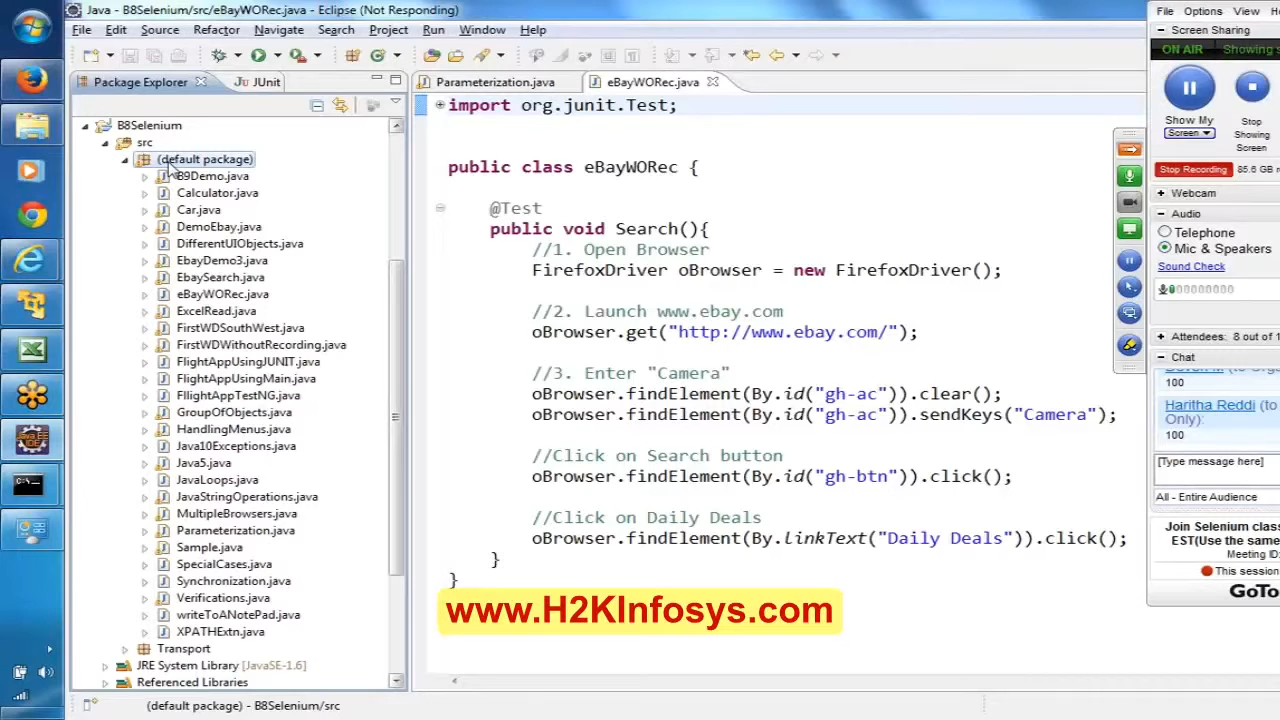 Java - B8Selenium/src/eBayWORec.java - Eclipse (Not Responding)
File Edit Source Refactor Navigate Search Project Run Window Help
Package Explorer JUnit
B8Selenium
src
(default package)
B9Demo.java
Calculator.java
Car.java
DemoEbay.java
DifferentUIObjects.java
EbayDemo3.java
EbaySearch.java
eBayWORec.java
ExcelRead.java
FirstWDSouthWest.java
FirstWDWithoutRecording.java
FlightAppUsingJUNIT.java
FlightAppUsingMain.java
FllightAppTestNG.java
GroupOfObjects.java
HandlingMenus.java
Java10Exceptions.java
Java5.java
JavaLoops.java
JavaStringOperations.java
MultipleBrowsers.java
Parameterization.java
Sample.java
SpecialCases.java
Synchronization.java
Verifications.java
writeToANotePad.java
XPATHExtn.java
Transport
JRE System Library [JavaSE-1.6]
Referenced Libraries
(default package) - B8Selenium/src
Parameterization.java eBayWORec.java
import org.junit.Test;
public class eBayWORec {
@Test
public void Search(){
//1. Open Browser
FirefoxDriver oBrowser = new FirefoxDriver();
//2. Launch www.ebay.com
oBrowser.get("http://www.ebay.com/");
//3. Enter "Camera"
oBrowser.findElement(By.id("gh-ac")).clear();
oBrowser.findElement(By.id("gh-ac")).sendKeys("Camera");
//Click on Search button
oBrowser.findElement(By.id("gh-btn")).click();
//Click on Daily Deals
oBrowser.findElement(By.linkText("Daily Deals")).click();
}
}
www.H2KInfosys.com
File Options View
Screen Sharing
ON AIR Showing
Show My
Screen
Stop
Showing
Screen
Stop Recording 85.6 GB
Webcam
Audio
Telephone
Mic & Speakers
Sound Check
Attendees: 8 out of
Chat
100
Haritha Reddi (to
Only):
100
[Type message here]
All - Entire Audience
Join Selenium class
EST(Use the same
Meeting ID:
This session
GoTo